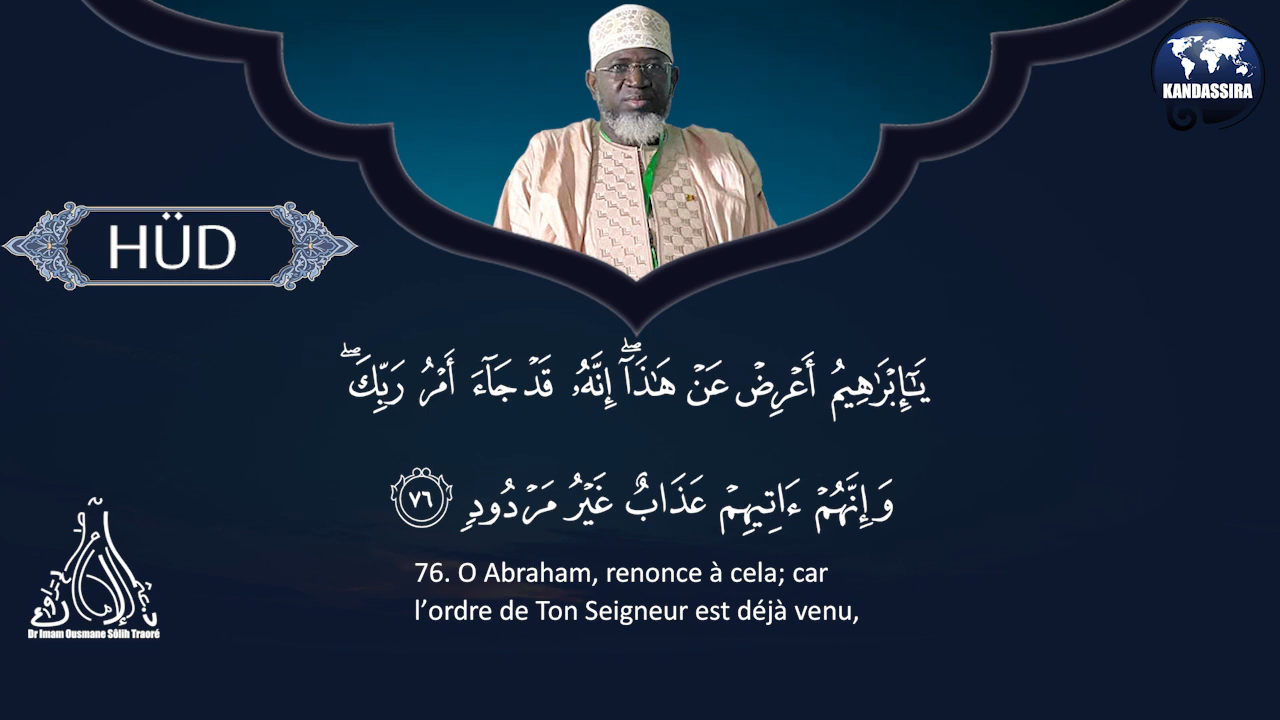 KANDASSIRA
HÜD
يَـٰٓإِبْرَٰهِيمُ أَعْرِضْ عَنْ هَـٰذَآ ۖ إِنَّهُۥ قَدْ جَآءَ أَمْرُ رَبِّكَ ۖ
وَإِنَّهُمْ ءَاتِيهِمْ عَذَابٌ غَيْرُ مَرْدُودٍ ٧٦
76. O Abraham, renonce à cela; car
l’ordre de Ton Seigneur est déjà venu,
Dr Imam Ousmane Sôlih Traoré